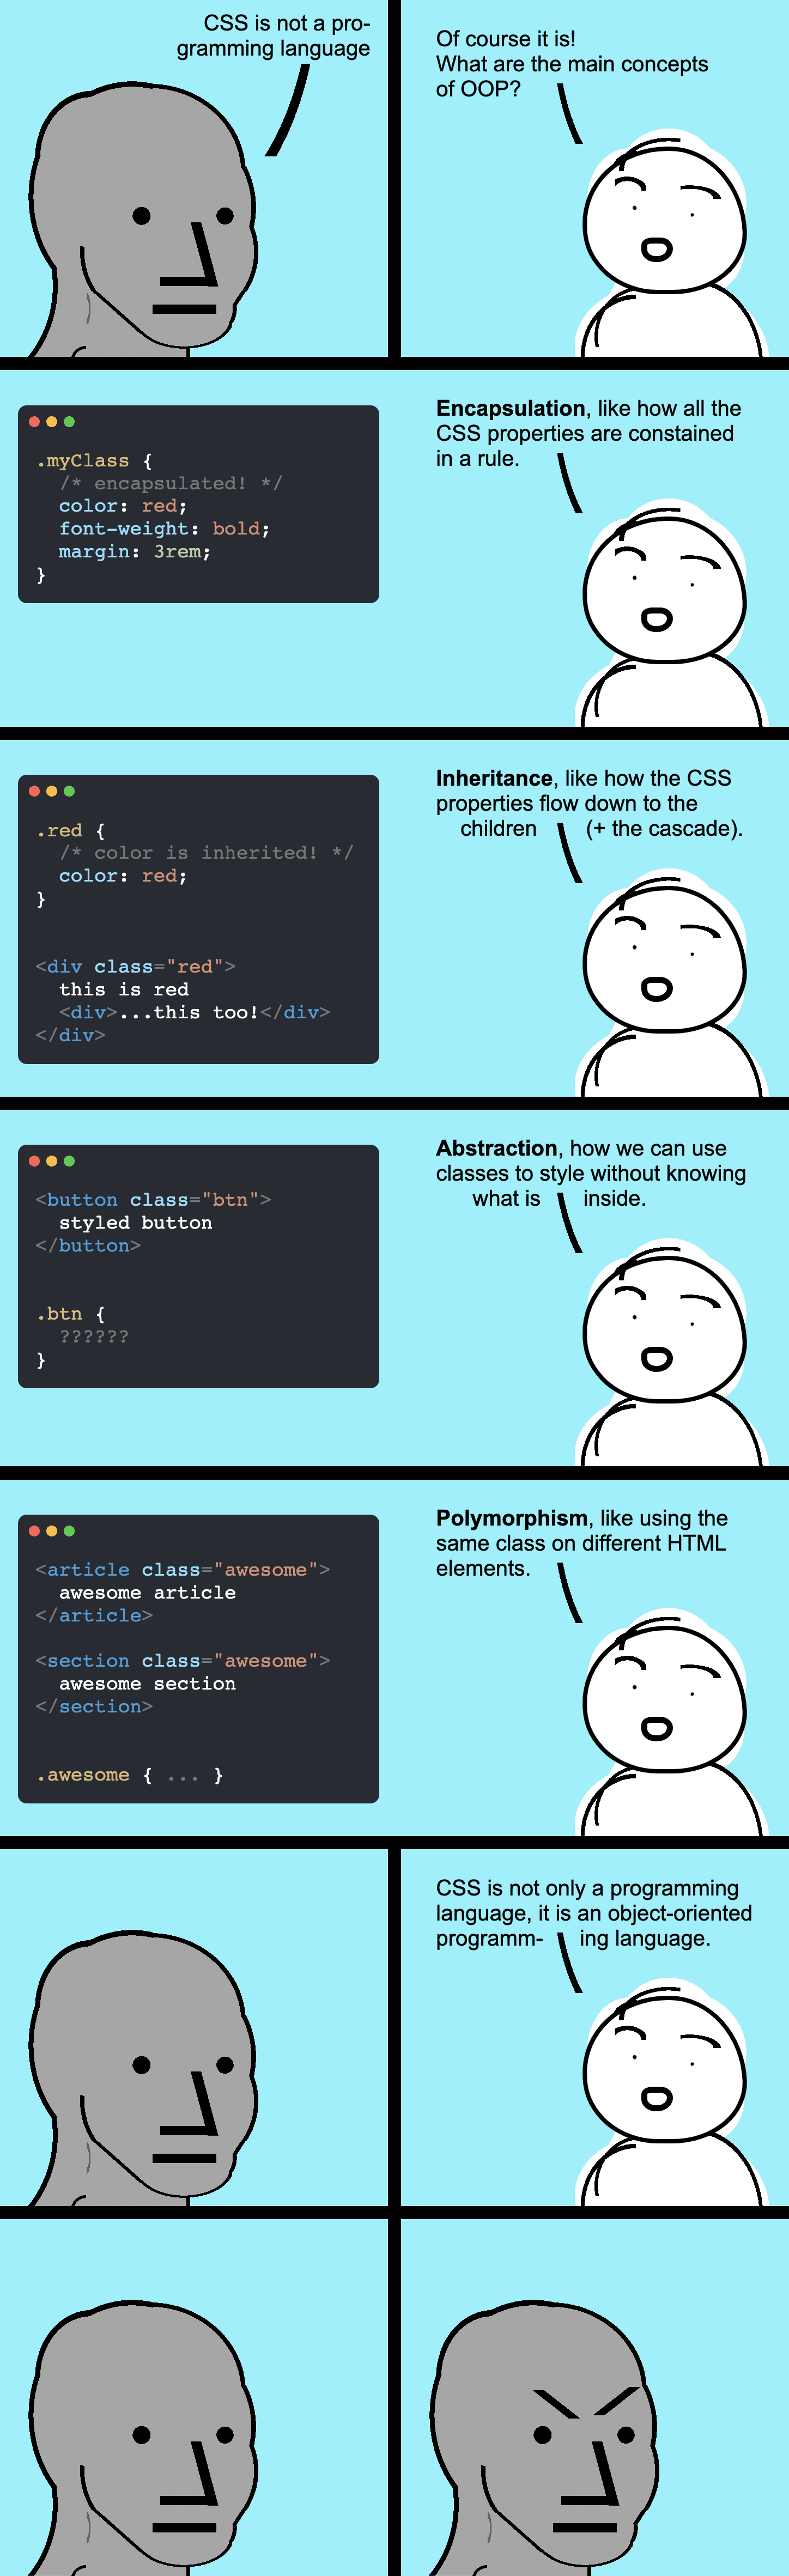 CSS is not a pro-
gramming language
Of course it is!
What are the main concepts
of OOP?
.myClass {
/* encapsulated! */
color: red;
font-weight: bold;
margin: 3rem;
}
Encapsulation, like how all the
CSS properties are constained
in a rule.
.red {
/* color is inherited! */
color: red;
}
<div class="red">
this is red
<div>...this too!</div>
</div>
Inheritance, like how the CSS
properties flow down to the
children (+ the cascade).
<button class="btn">
styled button
</button>
.btn {
??????
}
Abstraction, how we can use
classes to style without knowing
what is inside.
<article class="awesome">
awesome article
</article>
<section class="awesome">
awesome section
</section>
.awesome { ... }
Polymorphism, like using the
same class on different HTML
elements.
CSS is not only a programming
language, it is an object-oriented
programm- ing language.